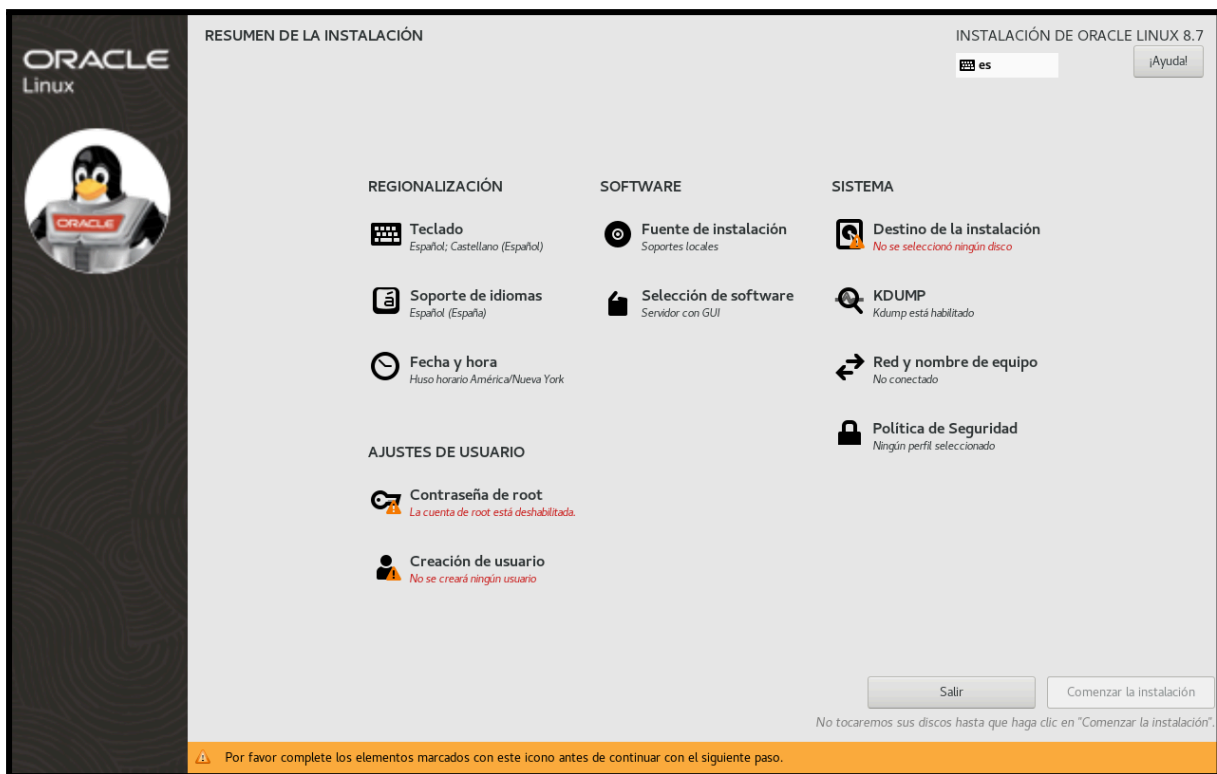 ORACLE
Linux
ORACLE
RESUMEN DE LA INSTALACIÓN
INSTALACIÓN DE ORACLE LINUX 8.7
es
¡Ayuda!
REGIONALIZACIÓN
Teclado
Español; Castellano (Español)
Soporte de idiomas
Español (España)
Fecha y hora
Huso horario América/Nueva York
SOFTWARE
Fuente de instalación
Soportes locales
Selección de software
Servidor con GUI
SISTEMA
Destino de la instalación
No se seleccionó ningún disco
KDUMP
Kdump está habilitado
Red y nombre de equipo
No conectado
Política de Seguridad
Ningún perfil seleccionado
AJUSTES DE USUARIO
Contraseña de root
La cuenta de root está deshabilitada.
Creación de usuario
No se creará ningún usuario
Salir
Comenzar la instalación
No tocaremos sus discos hasta que haga clic en "Comenzar la instalación".
Por favor complete los elementos marcados con este icono antes de continuar con el siguiente paso.